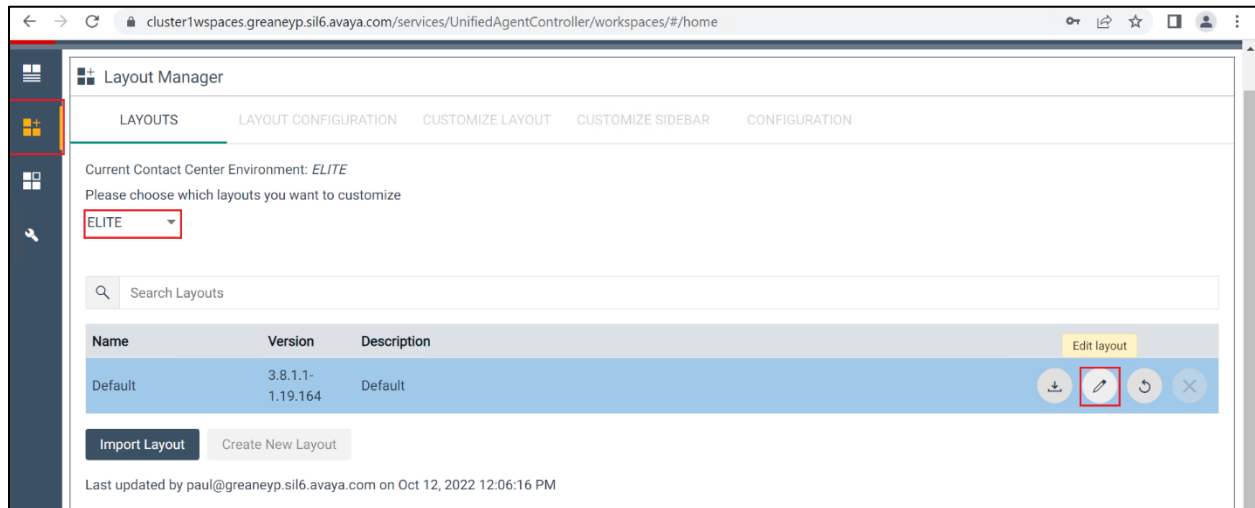 cluster1wspaces.greaneyp.sil6.avaya.com/services/UnifiedAgentController/workspaces/#/home
Layout Manager
LAYOUTS LAYOUT CONFIGURATION CUSTOMIZE LAYOUT CUSTOMIZE SIDEBAR CONFIGURATION
Current Contact Center Environment: ELITE
Please choose which layouts you want to customize
ELITE
Search Layouts
Name Version Description
Edit layout
Default 3.8.1.1- Default
1.19.164
Import Layout Create New Layout
Last updated by paul@greaneyp.sil6.avaya.com on Oct 12, 2022 12:06:16 PM